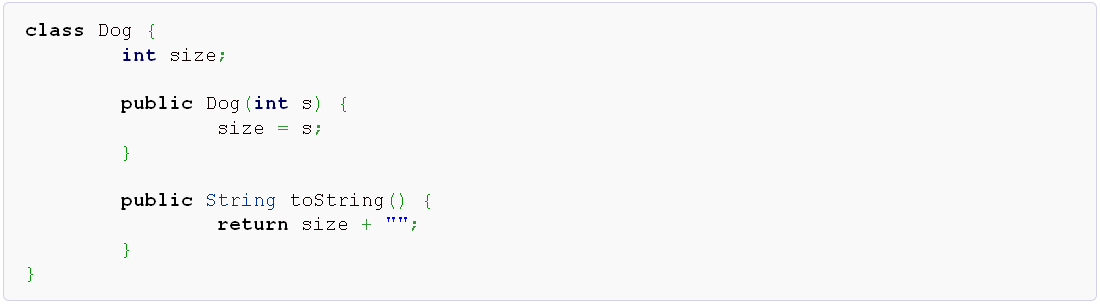 class Dog {
        int size;

        public Dog(int s) {
                size = s;
        }

        public String toString() {
                return size + "";
        }
}